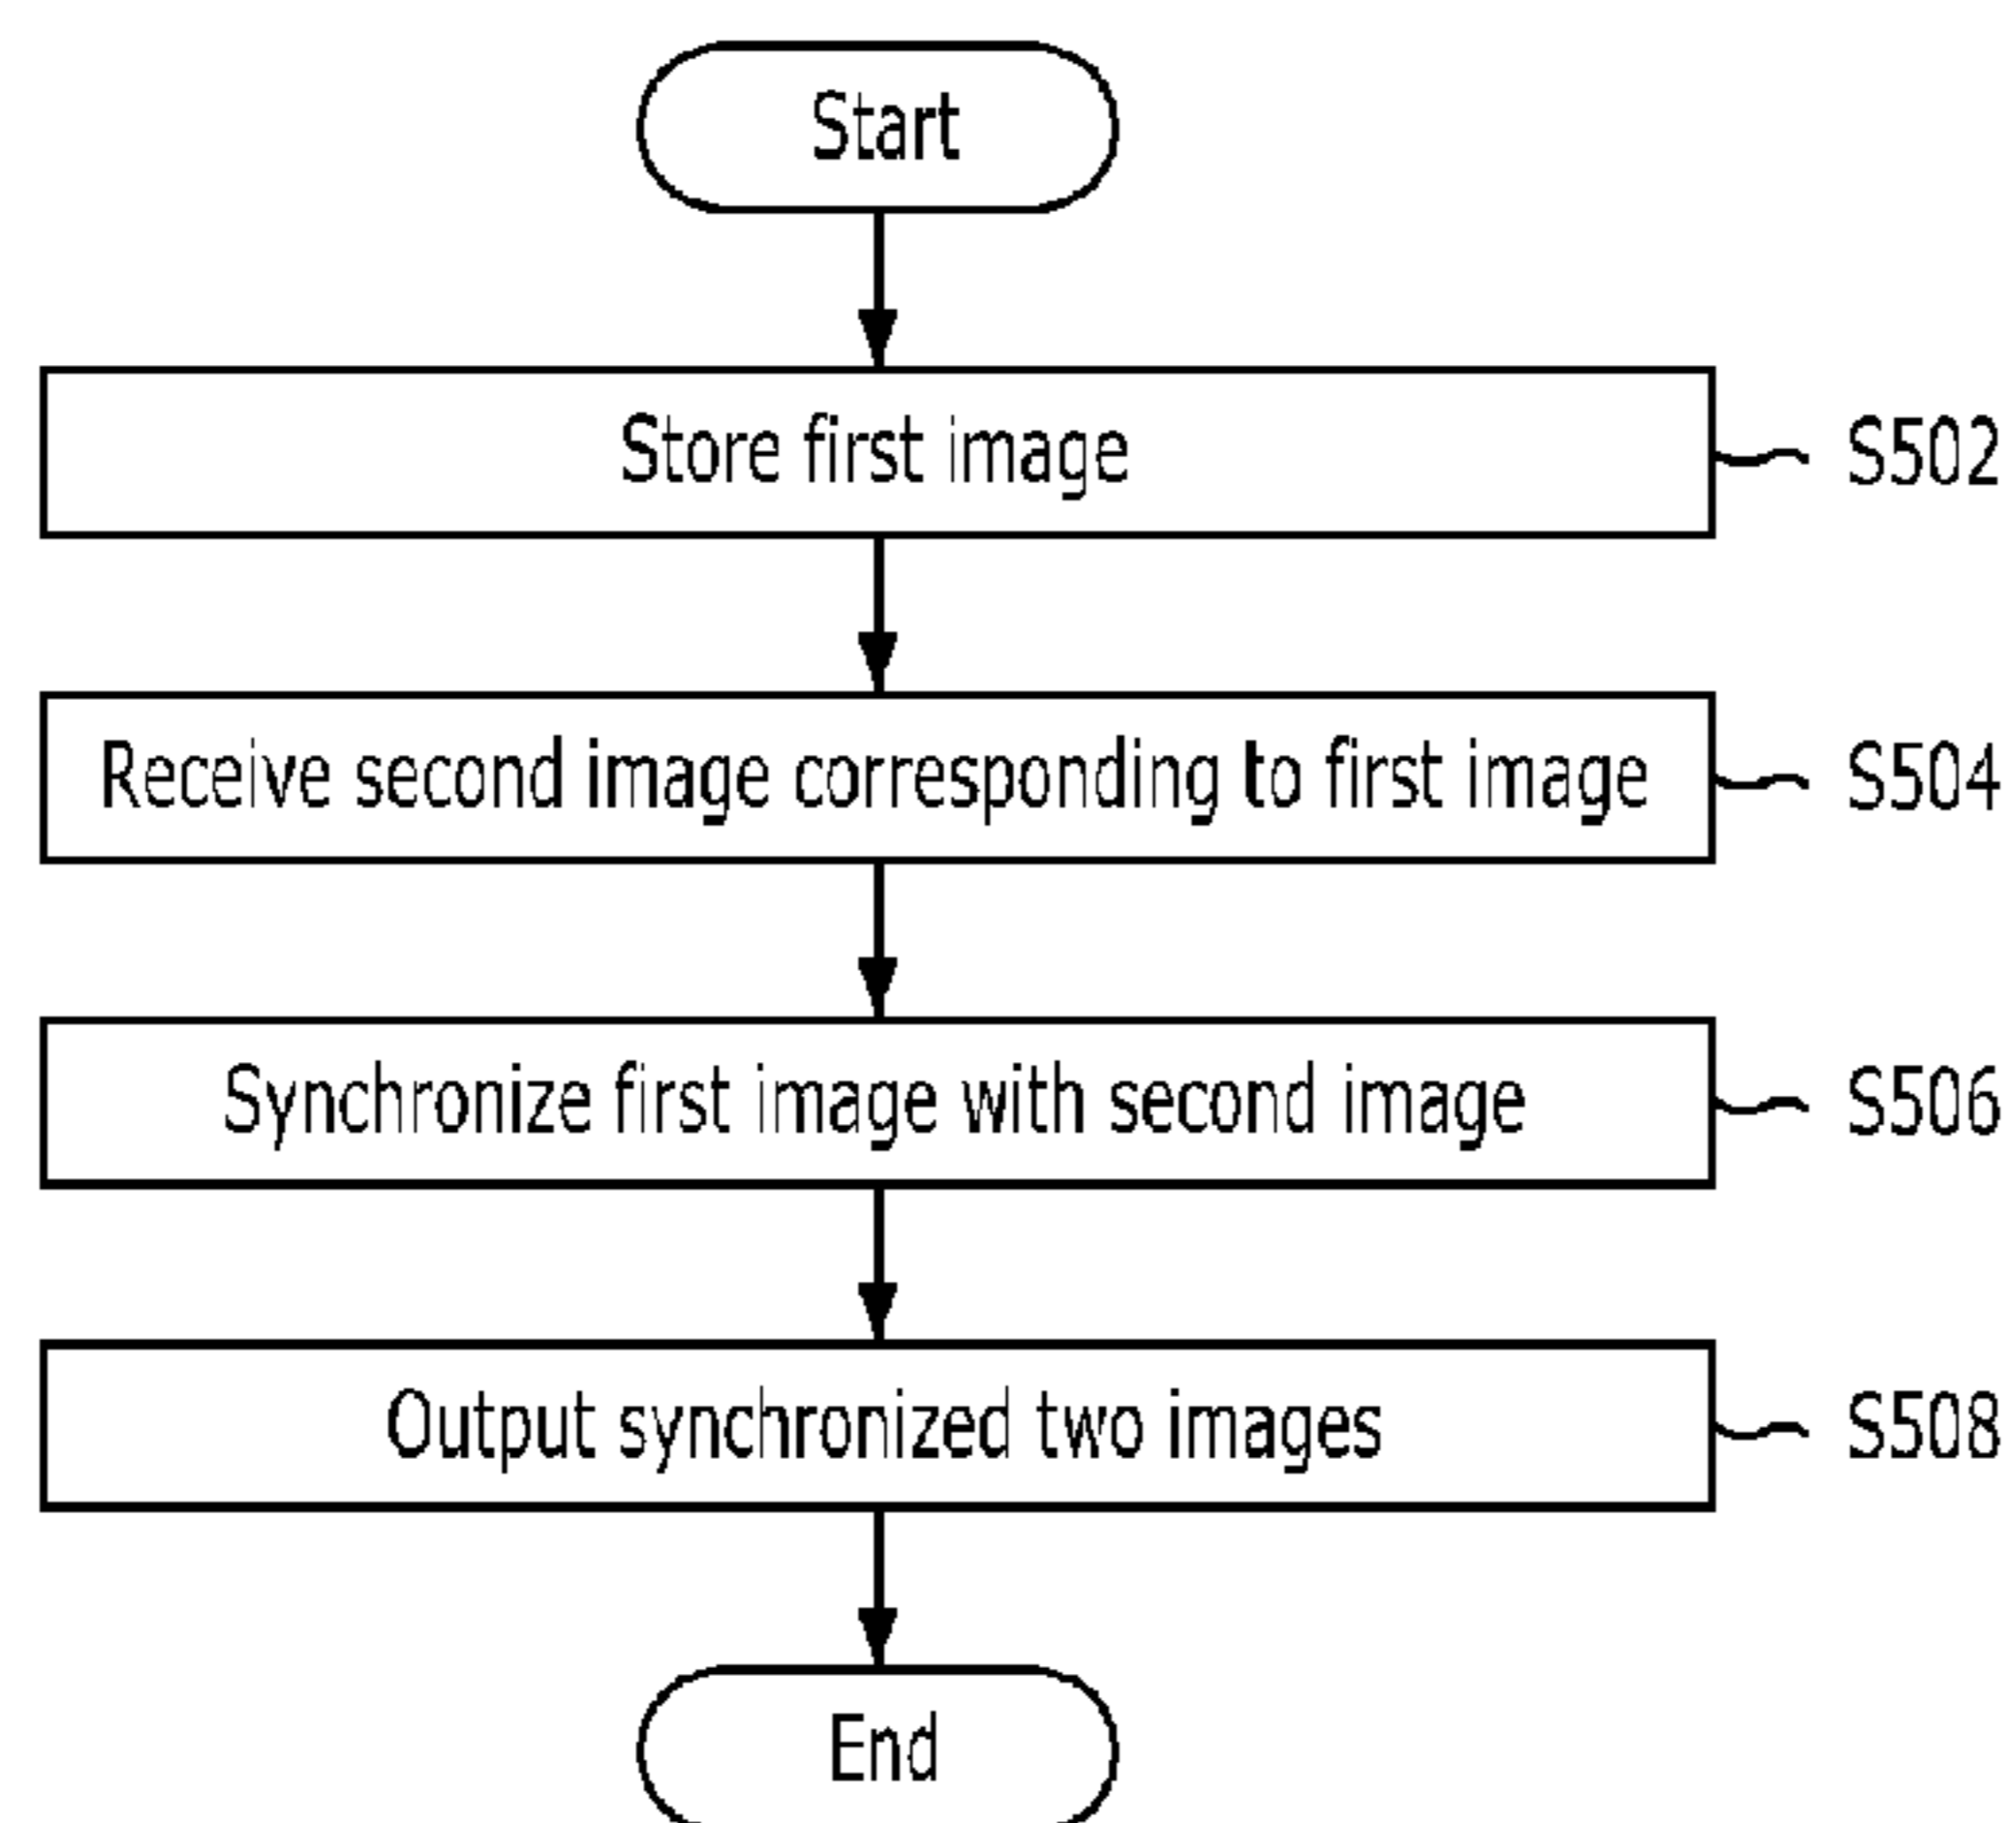 Start
Store first image S502
Receive second image corresponding to first image S504
Synchronize first image with second image S506
Output synchronized two images S508
End